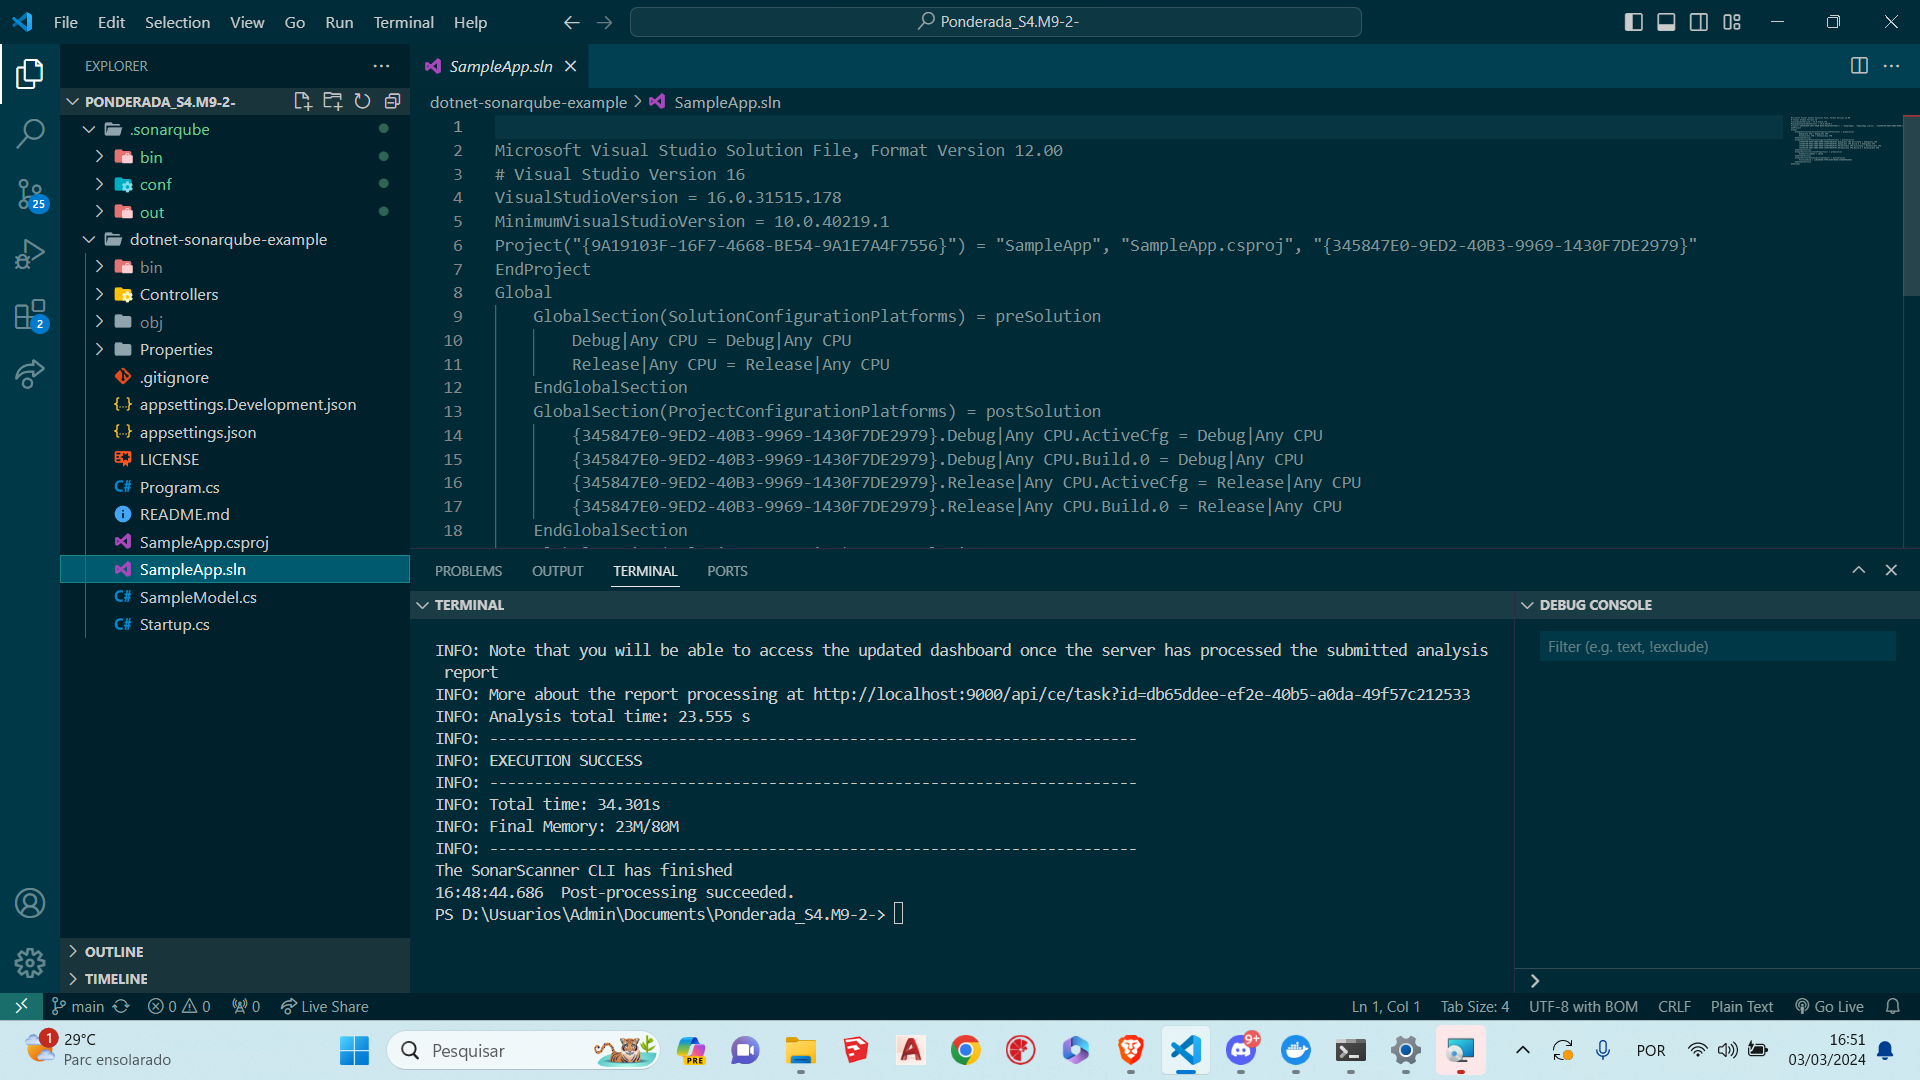 File Edit Selection View Go Run Terminal Help
Ponderada_S4.M9-2-
EXPLORER
PONDERADA_S4.M9-2-
.sonarqube
bin
conf
out
dotnet-sonarqube-example
bin
Controllers
obj
Properties
.gitignore
appsettings.Development.json
appsettings.json
LICENSE
C# Program.cs
README.md
SampleApp.csproj
SampleApp.sln
C# SampleModel.cs
C# Startup.cs
OUTLINE
TIMELINE
25
2
SampleApp.sln
dotnet-sonarqube-example > SampleApp.sln
1
2 Microsoft Visual Studio Solution File, Format Version 12.00
3 # Visual Studio Version 16
4 VisualStudioVersion = 16.0.31515.178
5 MinimumVisualStudioVersion = 10.0.40219.1
6 Project("{9A19103F-16F7-4668-BE54-9A1E7A4F7556}") = "SampleApp", "SampleApp.csproj", "{345847E0-9ED2-40B3-9969-1430F7DE2979}"
7 EndProject
8 Global
9 GlobalSection(SolutionConfigurationPlatforms) = preSolution
10 Debug|Any CPU = Debug|Any CPU
11 Release|Any CPU = Release|Any CPU
12 EndGlobalSection
13 GlobalSection(ProjectConfigurationPlatforms) = postSolution
14 {345847E0-9ED2-40B3-9969-1430F7DE2979}.Debug|Any CPU.ActiveCfg = Debug|Any CPU
15 {345847E0-9ED2-40B3-9969-1430F7DE2979}.Debug|Any CPU.Build.0 = Debug|Any CPU
16 {345847E0-9ED2-40B3-9969-1430F7DE2979}.Release|Any CPU.ActiveCfg = Release|Any CPU
17 {345847E0-9ED2-40B3-9969-1430F7DE2979}.Release|Any CPU.Build.0 = Release|Any CPU
18 EndGlobalSection
PROBLEMS OUTPUT TERMINAL PORTS
TERMINAL
INFO: Note that you will be able to access the updated dashboard once the server has processed the submitted analysis
report
INFO: More about the report processing at http://localhost:9000/api/ce/task?id=db65ddee-ef2e-40b5-a0da-49f57c212533
INFO: Analysis total time: 23.555 s
INFO: ------------------------------------------------------------------------
INFO: EXECUTION SUCCESS
INFO: ------------------------------------------------------------------------
INFO: Total time: 34.301s
INFO: Final Memory: 23M/80M
INFO: ------------------------------------------------------------------------
The SonarScanner CLI has finished
16:48:44.686 Post-processing succeeded.
PS D:\Usuarios\Admin\Documents\Ponderada_S4.M9-2->
DEBUG CONSOLE
Filter (e.g. text, !exclude)
main 0 0 0 Live Share
Ln 1, Col 1 Tab Size: 4 UTF-8 with BOM CRLF Plain Text Go Live
1
29°C
Parc ensolarado
Pesquisar
PRE
9+
POR
16:51
03/03/2024